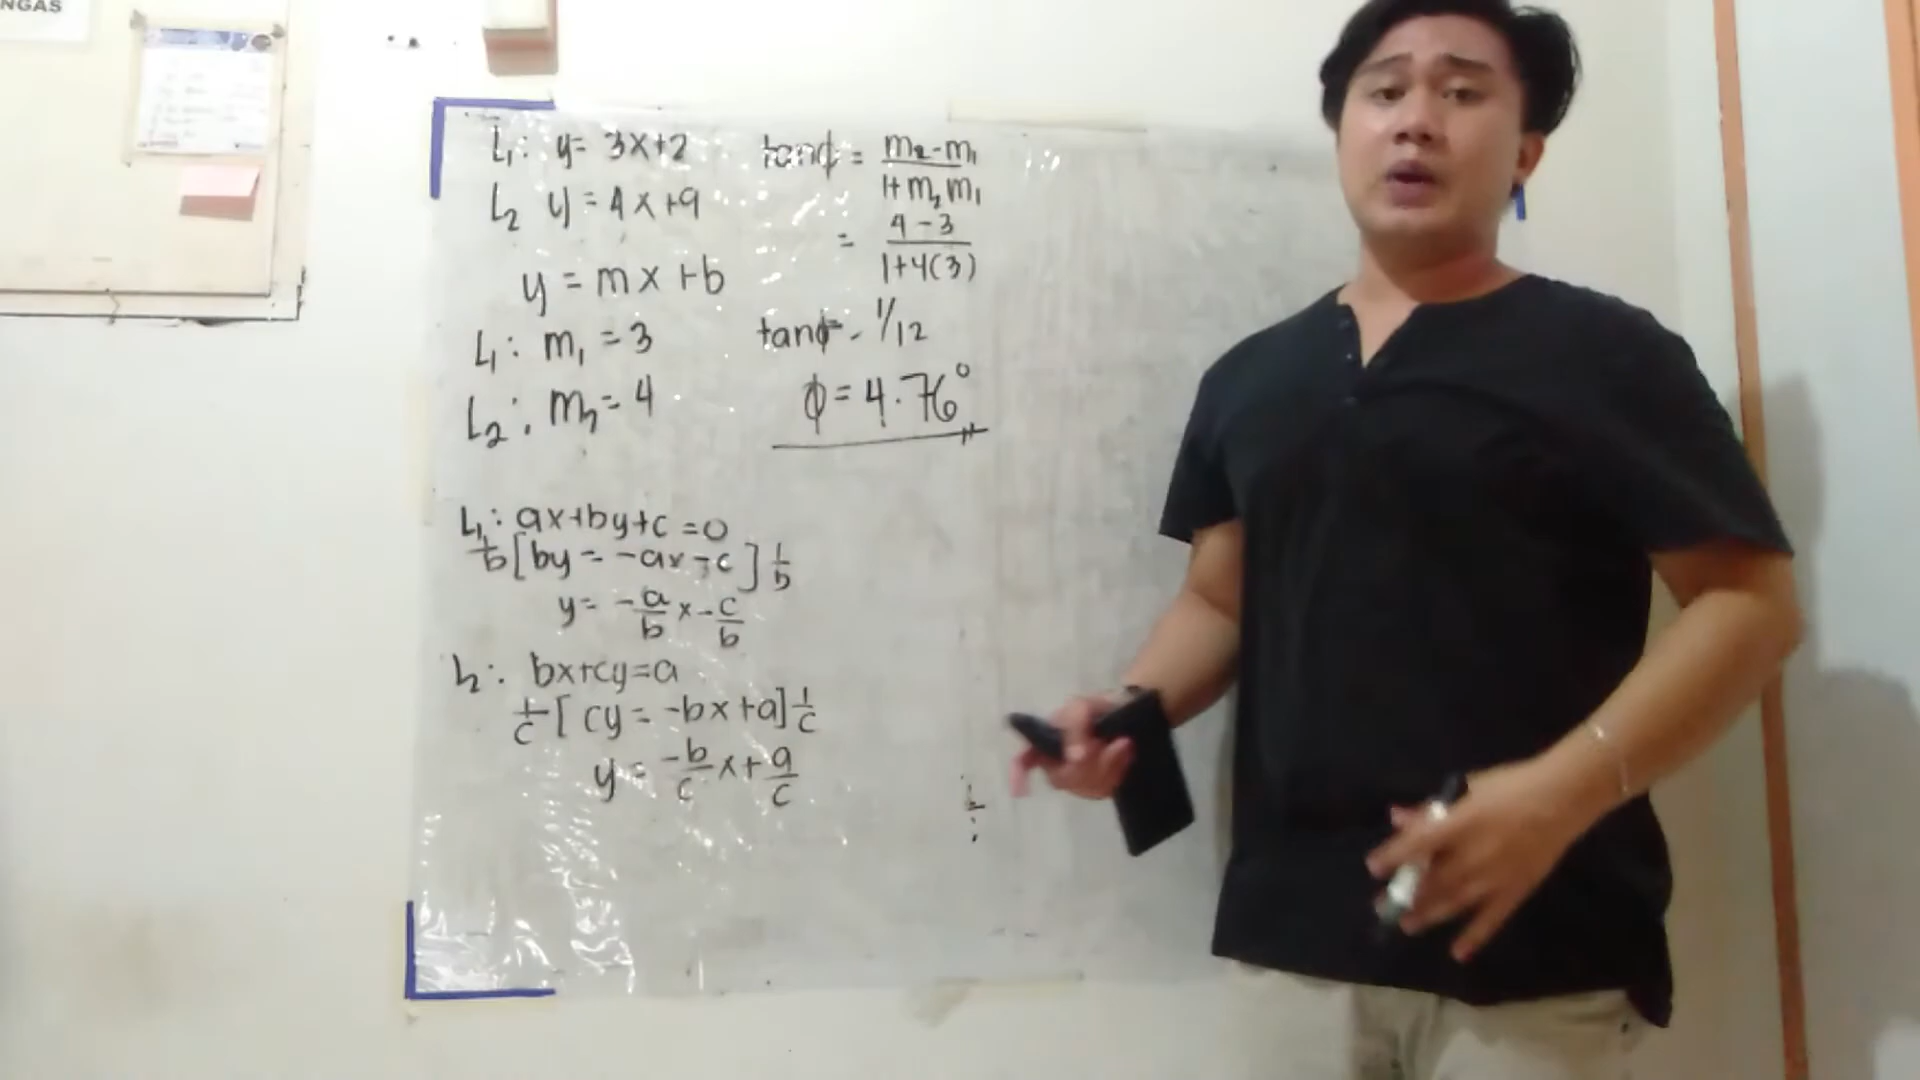 NGAS
L₁: y= 3x+2
L₂ y=4x+9
y=mx+b
L₁: m₁=3
L₂: m₂=4
tanϕ = m₂-m₁ / 1+m₂m₁
= 4-3 / 1+4(3)
tanϕ= 1/12
ϕ=4.76°
L₁: ax+by+c=0
1/b [by = -ax-c] 1/b
y= -a/b x - c/b
L₂: bx+cy=a
1/c [cy= -bx+a] 1/c
y= -b/c x + a/c